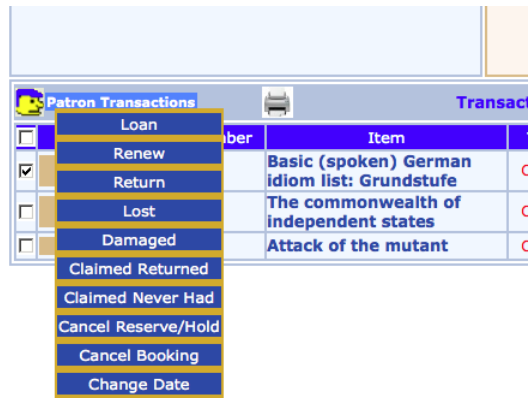 Patron Transactions
Transact
Loan
ber
Item
Renew
Basic (spoken) German
idiom list: Grundstufe
Return
Lost
The commonwealth of
independent states
Damaged
Attack of the mutant
Claimed Returned
Claimed Never Had
Cancel Reserve/Hold
Cancel Booking
Change Date